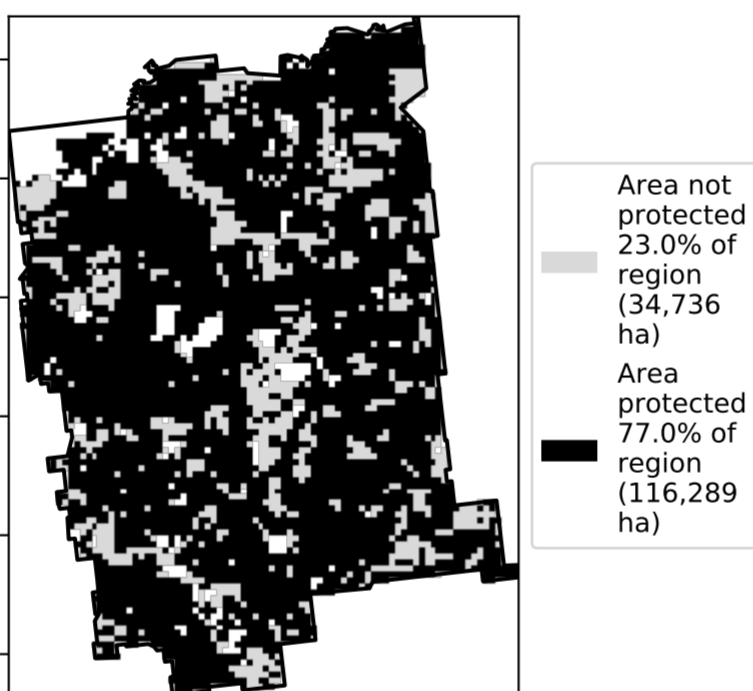 Area not
protected
23.0% of
region
(34,736
ha)
Area
protected
77.0% of
region
(116,289
ha)